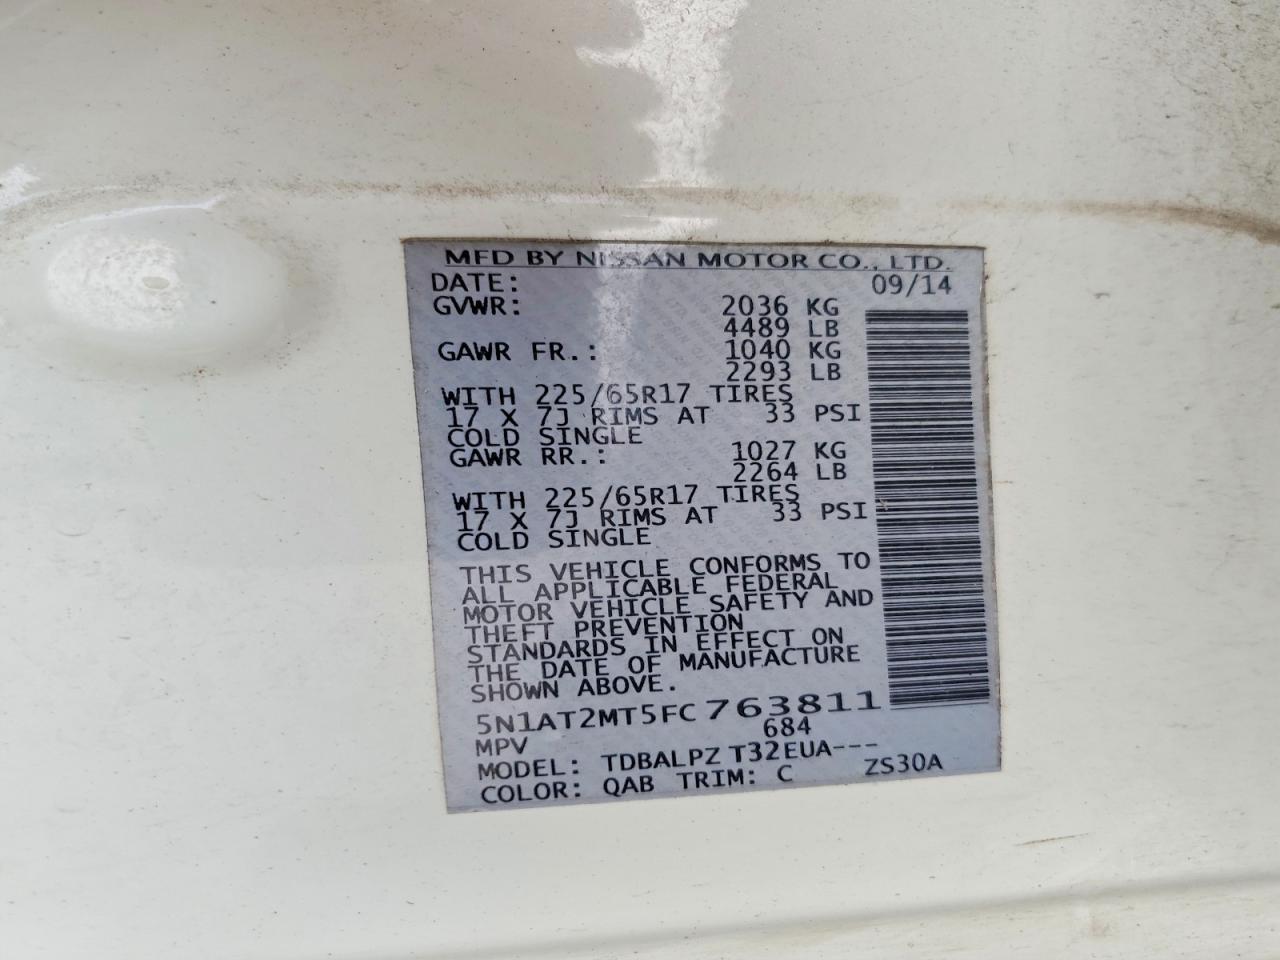 MFD BY NISSAN MOTOR CO., LTD.
DATE: 09/14
GVWR: 2036 KG
4489 LB
GAWR FR.: 1040 KG
2293 LB
WITH 225/65R17 TIRES
17 X 7J RIMS AT 33 PSI
COLD SINGLE
GAWR RR.: 1027 KG
2264 LB
WITH 225/65R17 TIRES
17 X 7J RIMS AT 33 PSI
COLD SINGLE
THIS VEHICLE CONFORMS TO
ALL APPLICABLE FEDERAL
MOTOR VEHICLE SAFETY AND
THEFT PREVENTION
STANDARDS IN EFFECT ON
THE DATE OF MANUFACTURE
SHOWN ABOVE.
5N1AT2MT5FC763811
684
MPV
MODEL: TDBALPZ T32EUA---
COLOR: QAB TRIM: C ZS30A